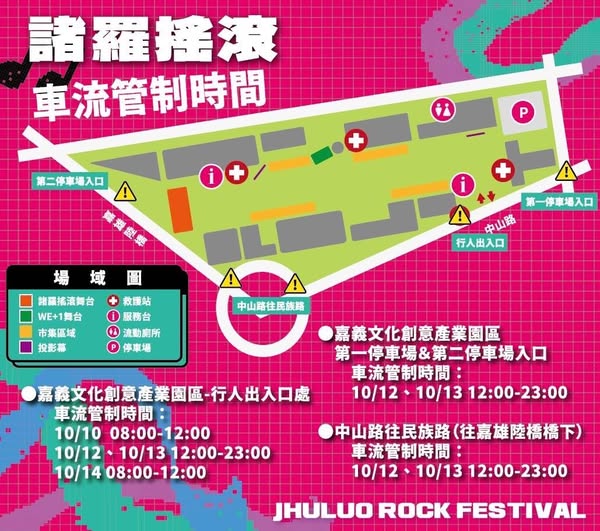 諸羅搖滾
車流管制時間
P
第二停車場入口
i
i
第一停車場入口
嘉雄陸橋
中山路
行人出入口
中山路往民族路
場域圖
諸羅搖滾舞台
救護站
WE+1舞台
i
服務台
市集區域
流動廁所
投影幕
P
停車場
●嘉義文化創意產業園區
第一停車場&第二停車場入口
車流管制時間：
10/12、10/13 12:00-23:00
●嘉義文化創意產業園區-行人出入口處
車流管制時間：
10/10 08:00-12:00
10/12、10/13 12:00-23:00
10/14 08:00-12:00
●中山路往民族路（往嘉雄陸橋橋下）
車流管制時間：
10/12、10/13 12:00-23:00
JHULUO ROCK FESTIVAL